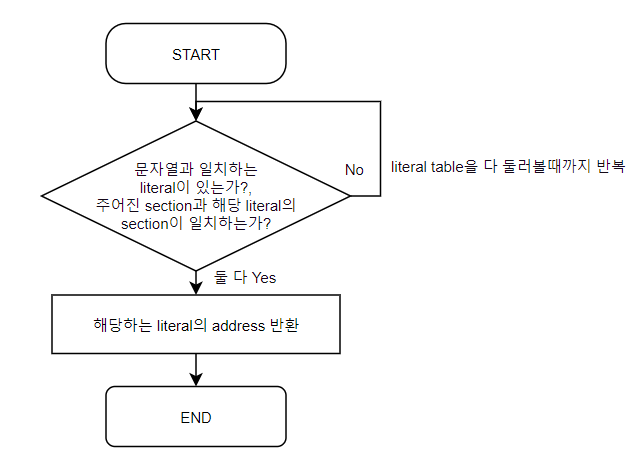 START
문자열과 일치하는
literal이 있는가?,
주어진 section과 해당 literal의
section이 일치하는가?
No
literal table을 다 둘러볼때까지 반복
둘 다 Yes
해당하는 literal의 address 반환
END